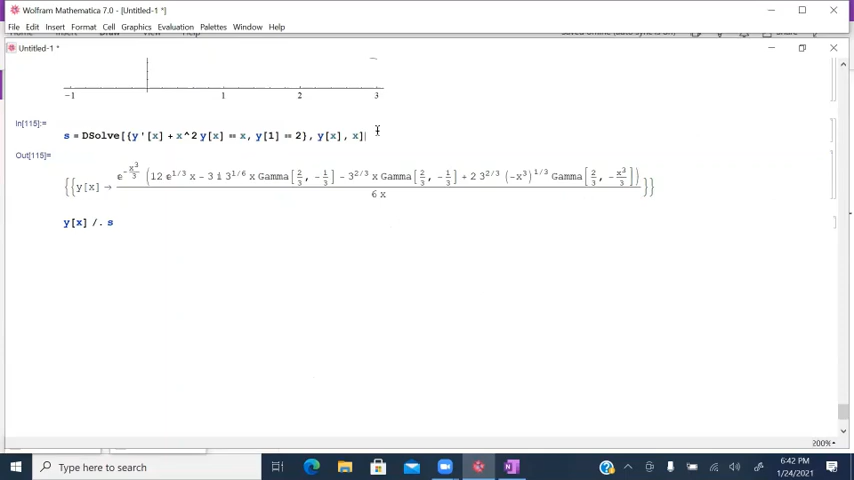 Wolfram Mathematica 7.0 - [Untitled-1 *]
File Edit Insert Format Cell Graphics Evaluation Palettes Window Help
Untitled-1 *
-1 1 2 3
In[115]:=
s = DSolve[{y'[x] + x^2 y[x] == x, y[1] == 2}, y[x], x]
Out[115]=
{{y[x] → e^(-x^3/3) (12 e^(1/3) x - 3 i 3^(1/6) x Gamma[2/3, -1/3] - 3^(2/3) x Gamma[2/3, -1/3] + 2 3^(2/3) (-x^3)^(1/3) Gamma[2/3, -x^3/3]) / 6 x}}
y[x] /. s
200%
Type here to search
6:42 PM
1/24/2021